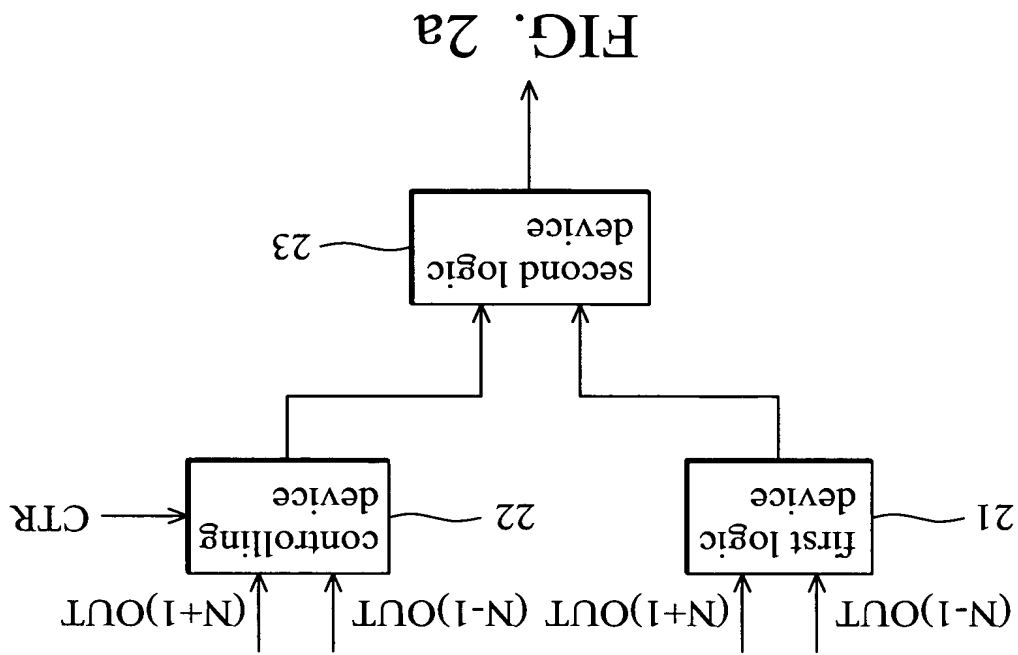 (N-1)OUT (N+1)OUT (N-1)OUT (N+1)OUT
21
first logic
device
22
controlling
device
CTR
second logic
device
23
FIG. 2a